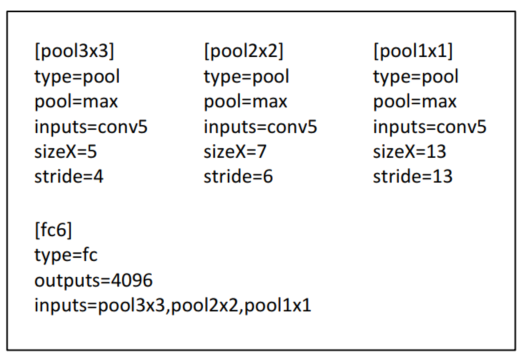 [pool3x3]
type=pool
pool=max
inputs=conv5
sizeX=5
stride=4
[pool2x2]
type=pool
pool=max
inputs=conv5
sizeX=7
stride=6
[pool1x1]
type=pool
pool=max
inputs=conv5
sizeX=13
stride=13
[fc6]
type=fc
outputs=4096
inputs=pool3x3,pool2x2,pool1x1